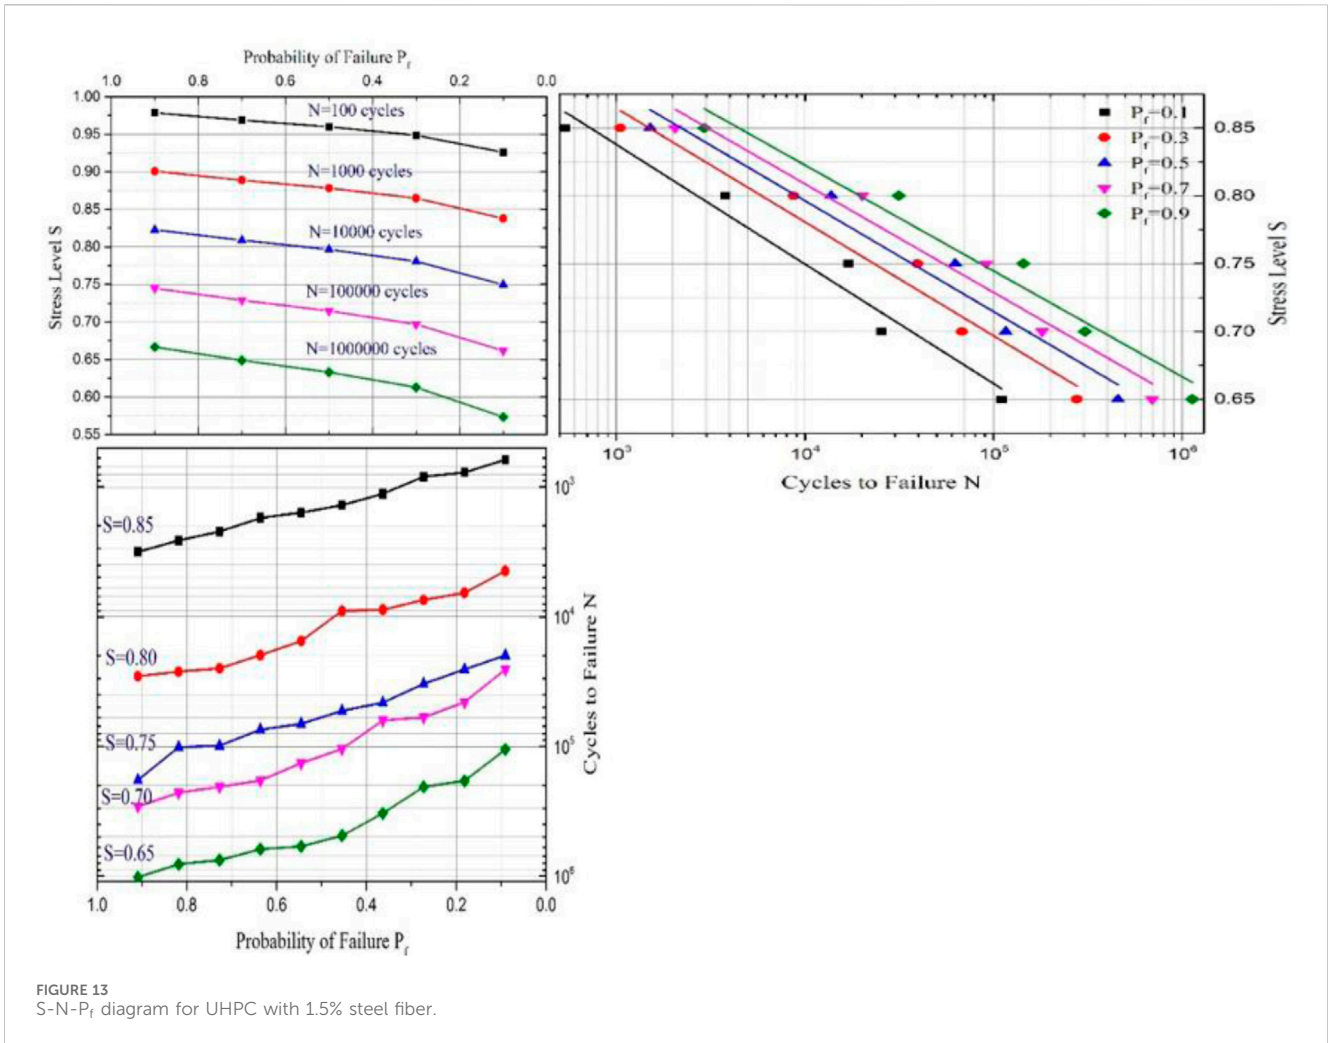 Probability of Failure Pf
1.0 0.8 0.6 0.4 0.2 0.0
1.00
0.95
0.90
0.85
0.80
0.75
0.70
0.65
0.60
0.55
Stress Level S
N=100 cycles
N=1000 cycles
N=10000 cycles
N=100000 cycles
N=1000000 cycles
Pf=0.1
Pf=0.3
Pf=0.5
Pf=0.7
Pf=0.9
0.85
0.80
0.75
0.70
0.65
Stress Level S
10³ 10⁴ 10⁵ 10⁶
Cycles to Failure N
S=0.85
S=0.80
S=0.75
S=0.70
S=0.65
10³
10⁴
10⁵
10⁶
Cycles to Failure N
1.0 0.8 0.6 0.4 0.2 0.0
Probability of Failure Pf
FIGURE 13
S-N-Pf diagram for UHPC with 1.5% steel fiber.